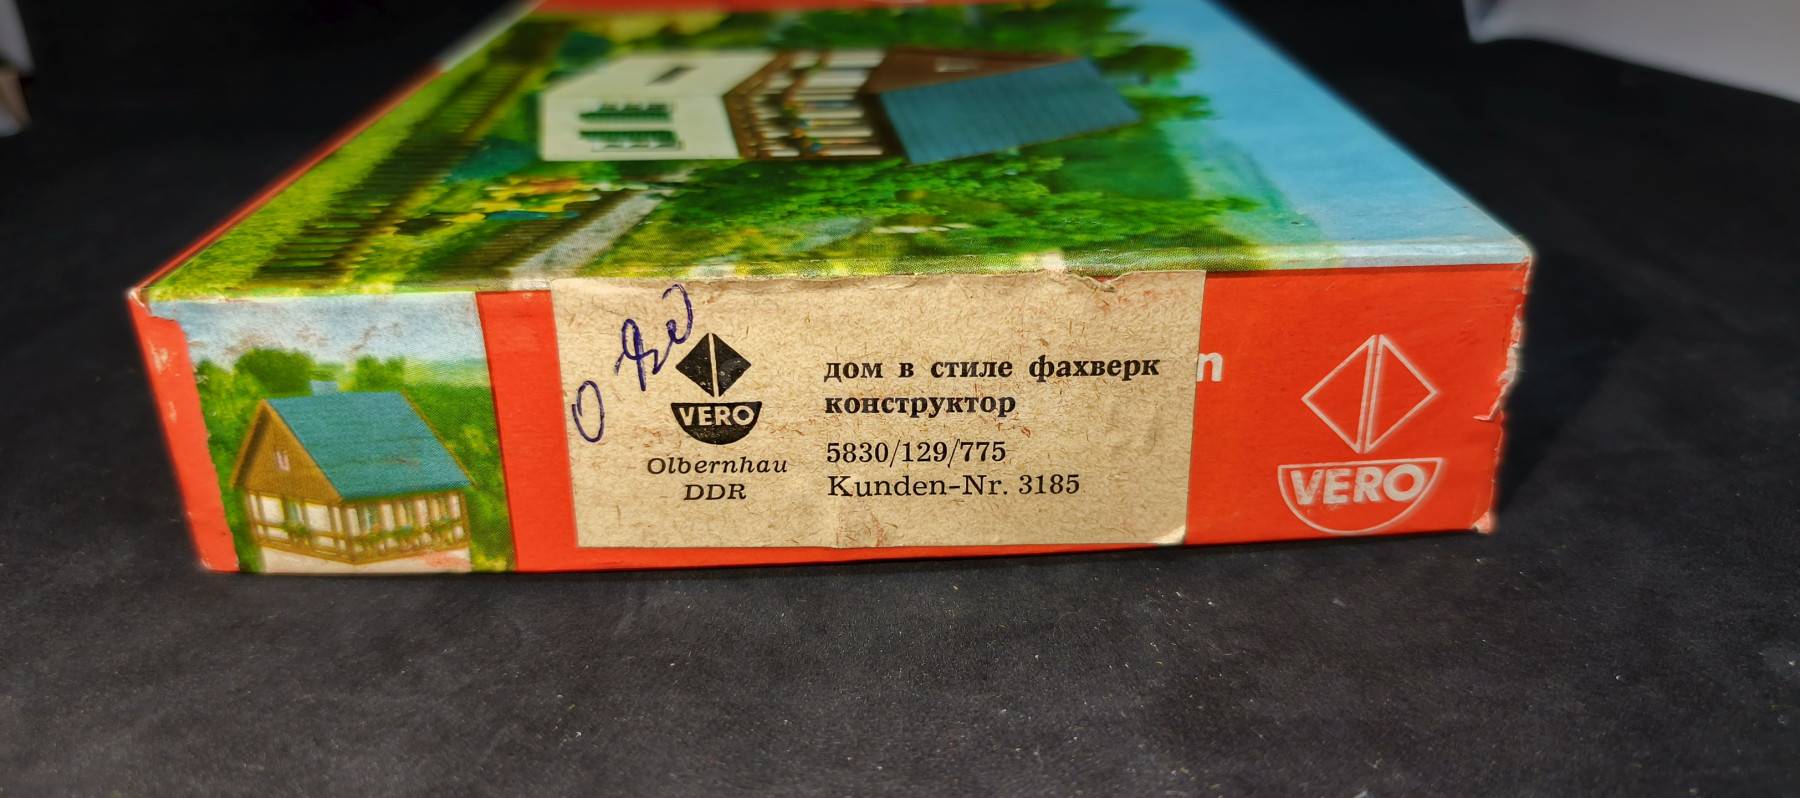 VERO
Olbernhau
DDR
дом в стиле фахверк
конструктор
5830/129/775
Kunden-Nr. 3185
n
VERO